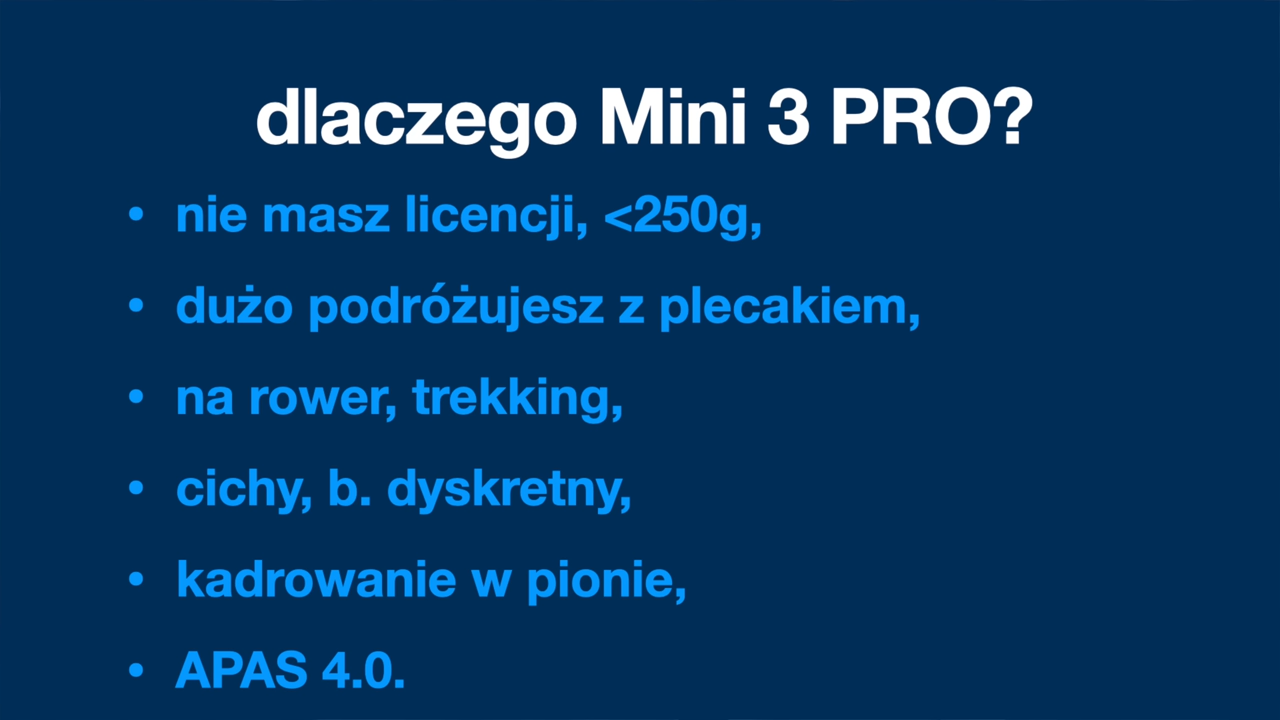 dlaczego Mini 3 PRO?
• nie masz licencji, <250g,
• dużo podróżujesz z plecakiem,
• na rower, trekking,
• cichy, b. dyskretny,
• kadrowanie w pionie,
• APAS 4.0.